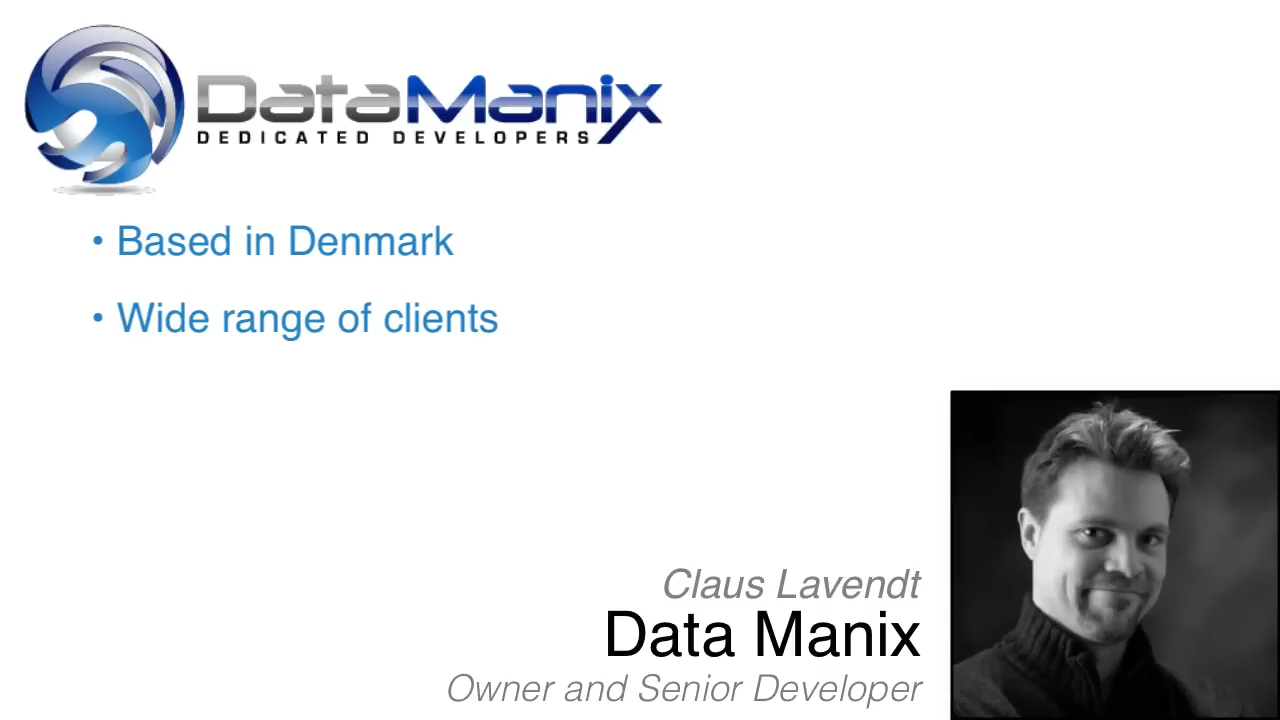 DataManix
DEDICATED DEVELOPERS
• Based in Denmark
• Wide range of clients
Claus Lavendt
Data Manix
Owner and Senior Developer